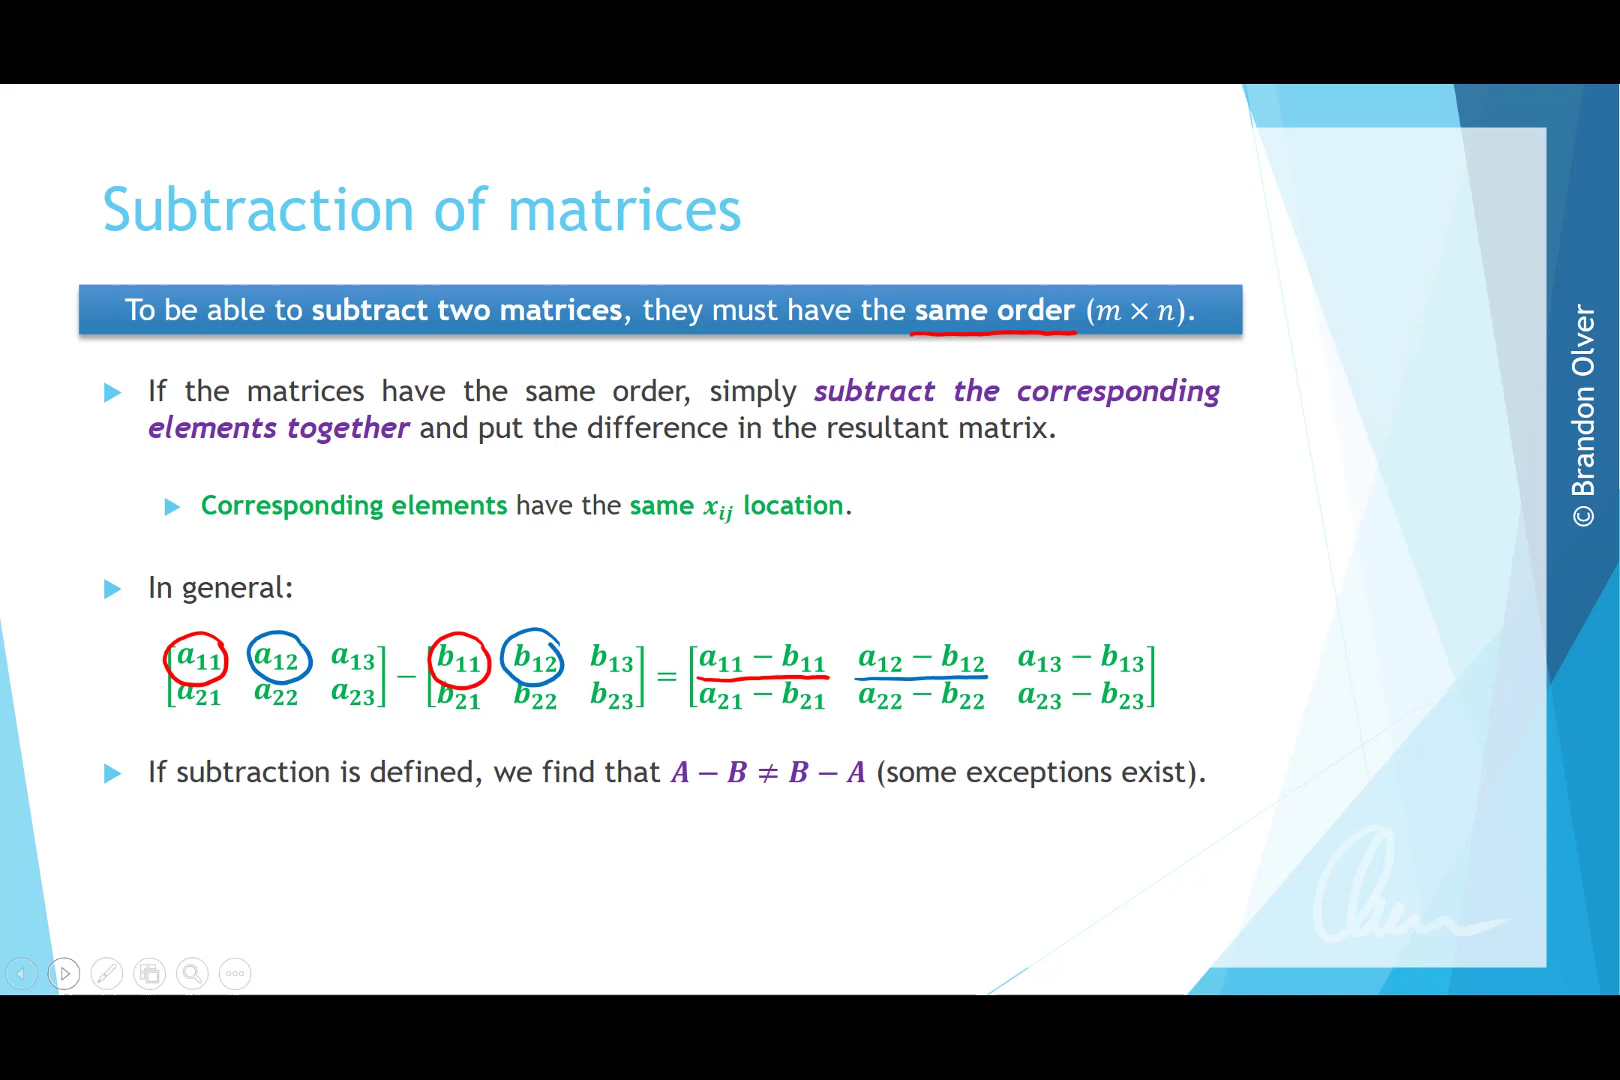 Subtraction of matrices
To be able to subtract two matrices, they must have the same order (m × n).
If the matrices have the same order, simply subtract the corresponding
elements together and put the difference in the resultant matrix.
Corresponding elements have the same xᵢⱼ location.
In general:
[a₁₁ a₁₂ a₁₃] − [b₁₁ b₁₂ b₁₃] = [a₁₁ − b₁₁ a₁₂ − b₁₂ a₁₃ − b₁₃]
[a₂₁ a₂₂ a₂₃] [b₂₁ b₂₂ b₂₃] [a₂₁ − b₂₁ a₂₂ − b₂₂ a₂₃ − b₂₃]
If subtraction is defined, we find that A − B ≠ B − A (some exceptions exist).
© Brandon Olver